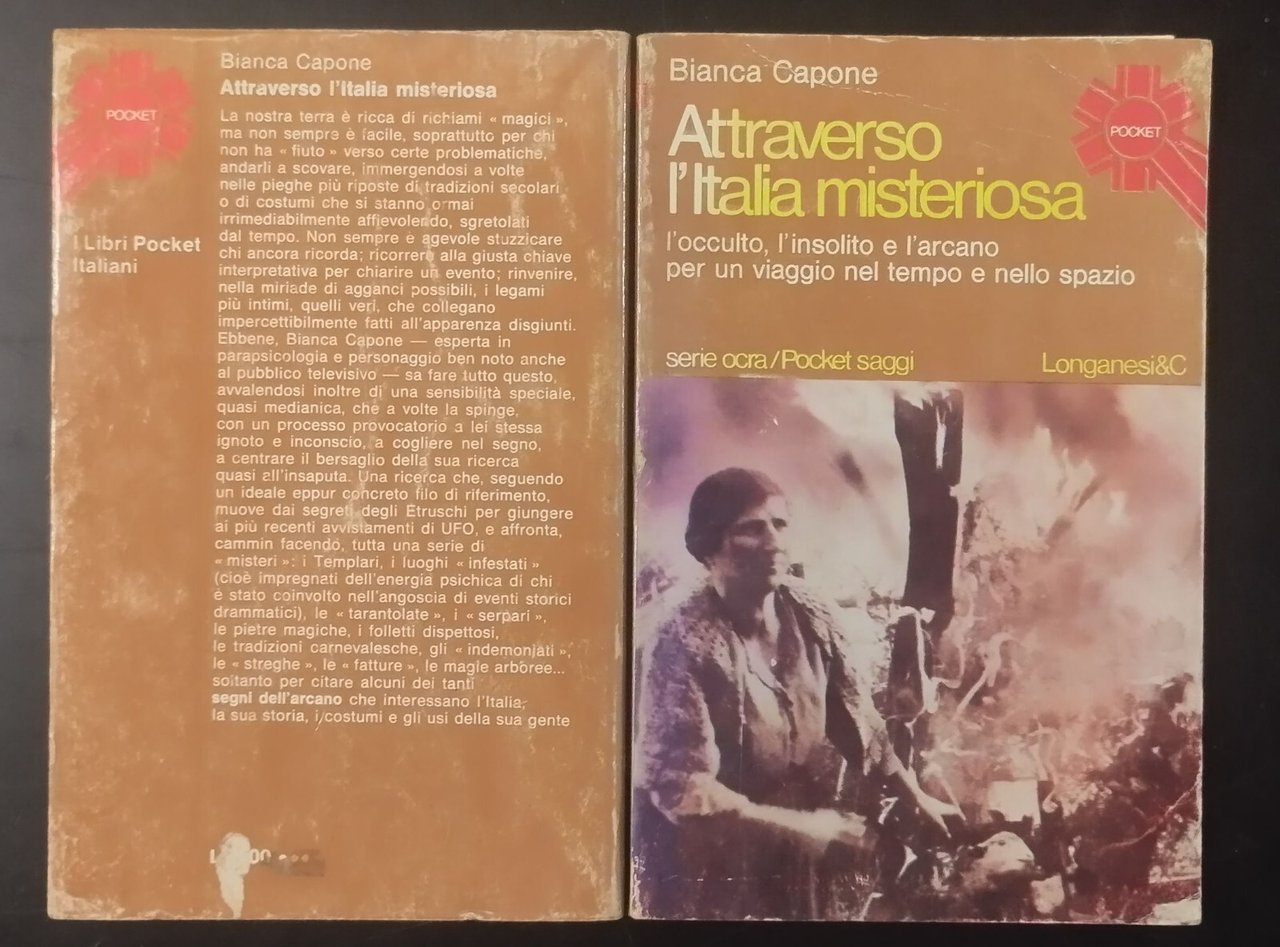 POCKET
I Libri Pocket
Italiani
Bianca Capone
Attraverso l'Italia misteriosa
La nostra terra è ricca di richiami « magici »,
ma non sempre è facile, soprattutto per chi
non ha « fiuto » verso certe problematiche,
andarli a scovare, immergendosi a volte
nelle pieghe più riposte di tradizioni secolari
o di costumi che si stanno ormai
irrimediabilmente affievolendo, sgretolati
dal tempo. Non sempre è agevole stuzzicare
chi ancora ricorda; ricorrere alla giusta chiave
interpretativa per chiarire un evento; rinvenire,
nella miriade di agganci possibili, i legami
più intimi, quelli veri, che collegano
impercettibilmente fatti all'apparenza disgiunti.
Ebbene, Bianca Capone — esperta in
parapsicologia e personaggio ben noto anche
al pubblico televisivo — sa fare tutto questo,
avvalendosi inoltre di una sensibilità speciale,
quasi medianica, che a volte la spinge,
con un processo provocatorio a lei stessa
ignoto e inconscio, a cogliere nel segno,
a centrare il bersaglio della sua ricerca
quasi all'insaputa. Una ricerca che, seguendo
un ideale eppur concreto filo di riferimento,
muove dai segreti degli Etruschi per giungere
ai più recenti avvistamenti di UFO, e affronta,
cammin facendo, tutta una serie di
« misteri »: i Templari, i luoghi « infestati »
(cioè impregnati dell'energia psichica di chi
è stato coinvolto nell'angoscia di eventi storici
drammatici), le « tarantolate », i « serpari »,
le pietre magiche, i folletti dispettosi,
le tradizioni carnevalesche, gli « indemoniati »,
le « streghe », le « fatture », le magie arboree...
soltanto per citare alcuni dei tanti
segni dell'arcano che interessano l'Italia,
la sua storia, i costumi e gli usi della sua gente
Bianca Capone
Attraverso
l'Italia misteriosa
POCKET
l'occulto, l'insolito e l'arcano
per un viaggio nel tempo e nello spazio
serie ocra/Pocket saggi
Longanesi&C